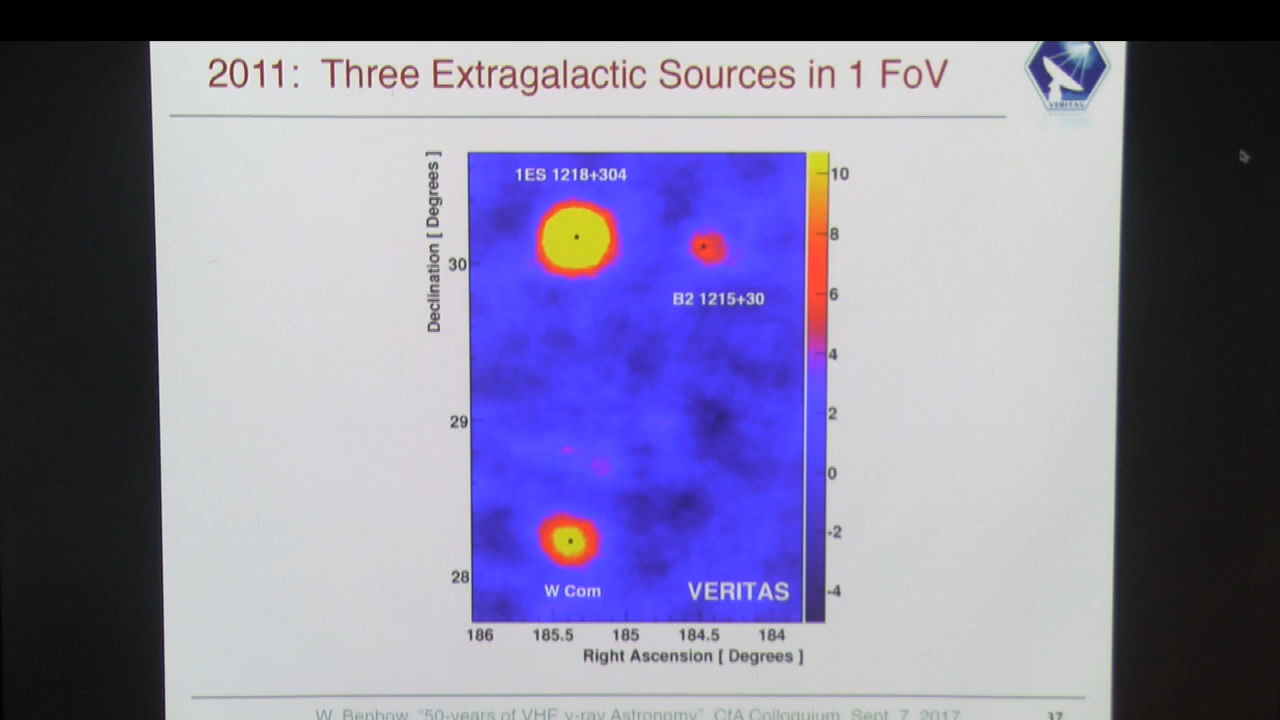 2011: Three Extragalactic Sources in 1 FoV
VERITAS
1ES 1218+304
B2 1215+30
W Com
VERITAS
Declination [ Degrees ]
30
29
28
186 185.5 185 184.5 184
Right Ascension [ Degrees ]
10
8
6
4
2
0
-2
-4
W. Benbow, "50-years of VHE γ-ray Astronomy", CfA Colloquium, Sept. 7, 2017
37